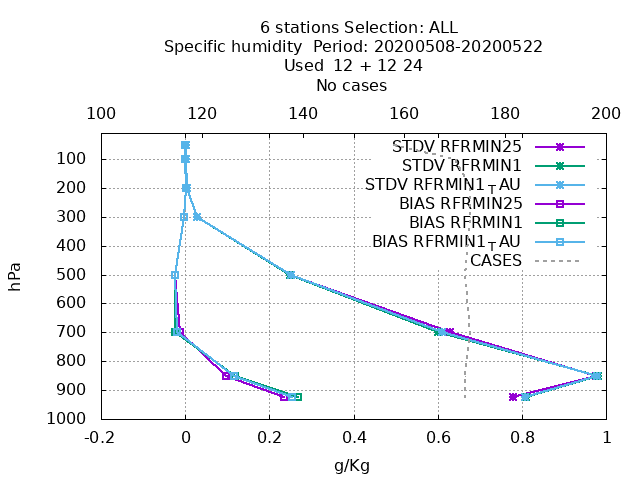 6 stations Selection: ALL
Specific humidity  Period: 20200508-20200522
Used  12 + 12 24
No cases
100 120 140 160 180 200
STDV RFRMIN25
STDV RFRMIN1
STDV RFRMIN1_TAU
BIAS RFRMIN25
BIAS RFRMIN1
BIAS RFRMIN1_TAU
CASES
100
200
300
400
500
600
700
800
900
1000
hPa
-0.2 0 0.2 0.4 0.6 0.8 1
g/Kg